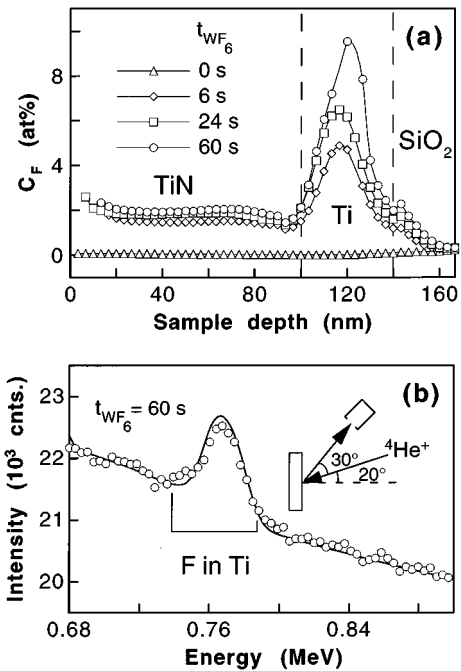 (a)
t_WF6
0 s
6 s
24 s
60 s
10
8
4
0
C_F (at%)
TiN
Ti
SiO2
0 40 80 120 160
Sample depth (nm)
(b)
t_WF6 = 60 s
23
22
21
20
Intensity (10³ cnts.)
⁴He⁺
30°
20°
F in Ti
0.68 0.76 0.84
Energy (MeV)